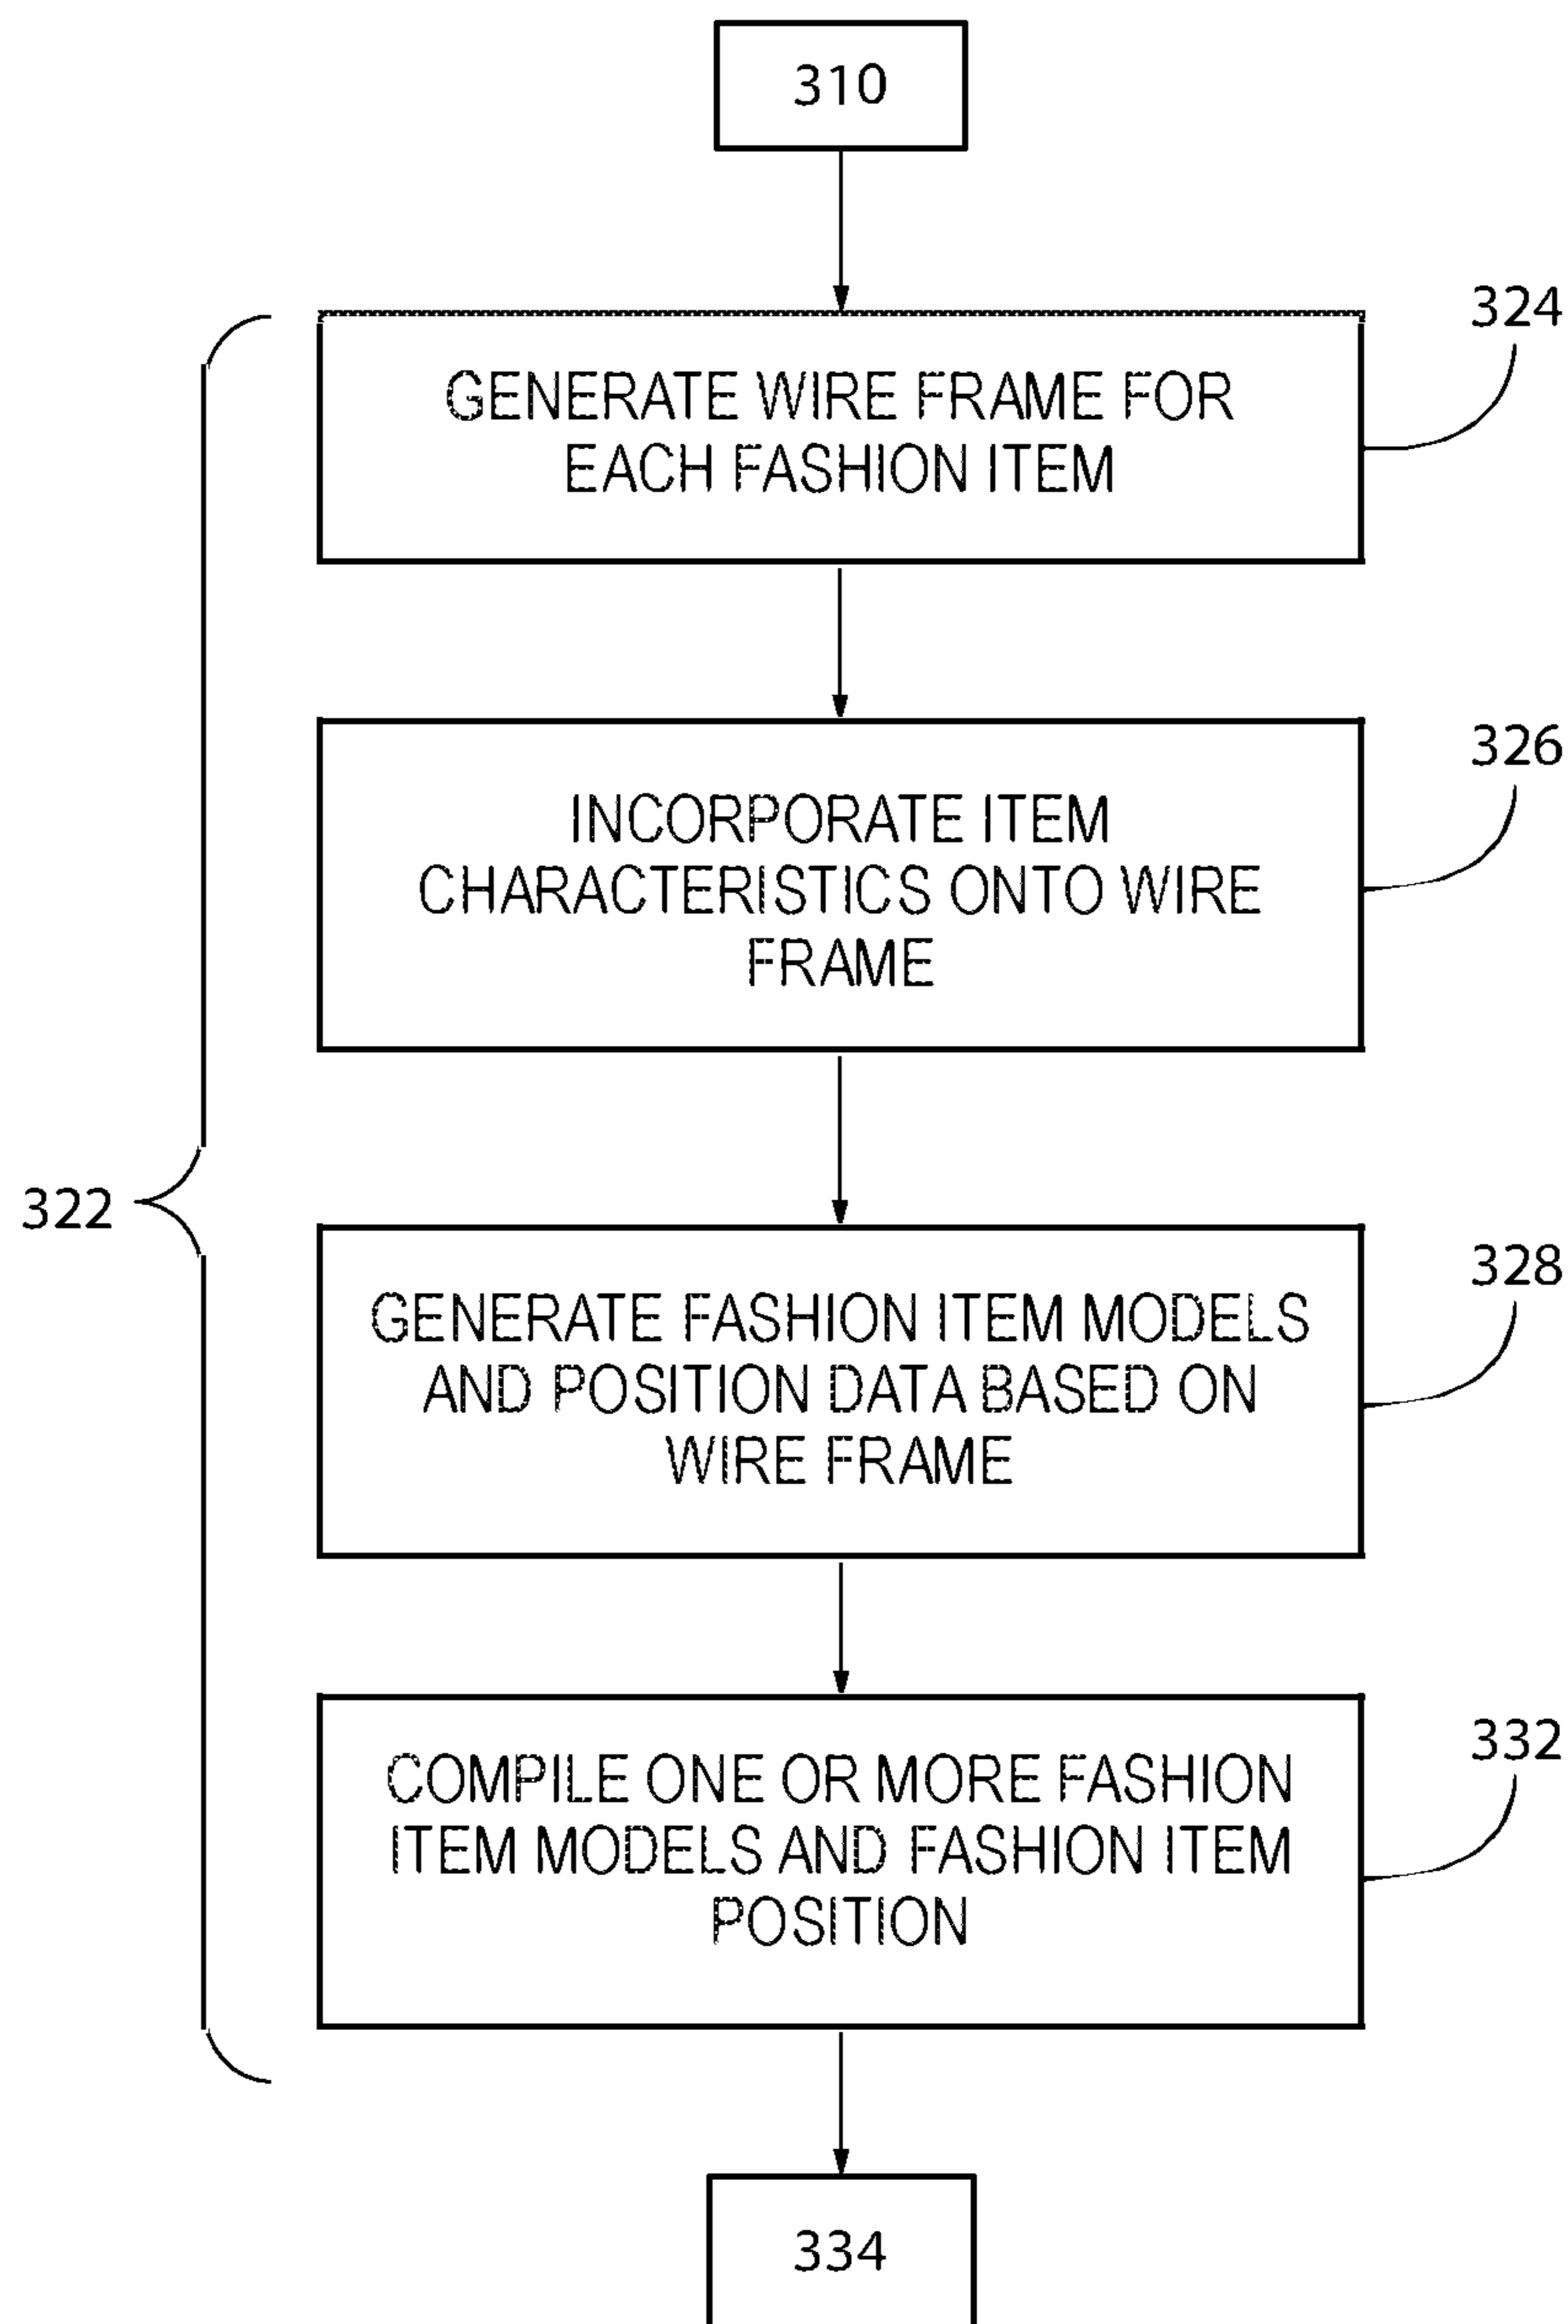 310
324
GENERATE WIRE FRAME FOR
EACH FASHION ITEM
326
INCORPORATE ITEM
CHARACTERISTICS ONTO WIRE
FRAME
322
328
GENERATE FASHION ITEM MODELS
AND POSITION DATA BASED ON
WIRE FRAME
332
COMPILE ONE OR MORE FASHION
ITEM MODELS AND FASHION ITEM
POSITION
334